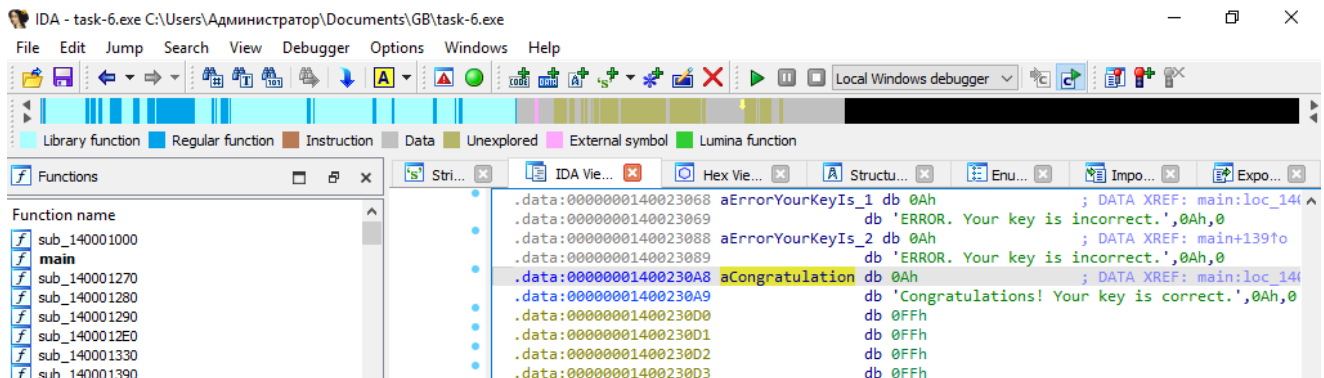 IDA - task-6.exe C:\Users\Администратор\Documents\GB\task-6.exe
File Edit Jump Search View Debugger Options Windows Help
Local Windows debugger
Library function Regular function Instruction Data Unexplored External symbol Lumina function
Functions
Stri... IDA Vie... Hex Vie... Structu... Enu... Impo... Expo...
Function name
sub_140001000
main
sub_140001270
sub_140001280
sub_140001290
sub_1400012E0
sub_140001330
sub_140001390
.data:0000000140023068 aErrorYourKeyIs_1 db 0Ah ; DATA XREF: main:loc_140
.data:0000000140023069 db 'ERROR. Your key is incorrect.',0Ah,0
.data:0000000140023088 aErrorYourKeyIs_2 db 0Ah ; DATA XREF: main+139↑o
.data:0000000140023089 db 'ERROR. Your key is incorrect.',0Ah,0
.data:00000001400230A8 aCongratulation db 0Ah ; DATA XREF: main:loc_140
.data:00000001400230A9 db 'Congratulations! Your key is correct.',0Ah,0
.data:00000001400230D0 db 0FFh
.data:00000001400230D1 db 0FFh
.data:00000001400230D2 db 0FFh
.data:00000001400230D3 db 0FFh